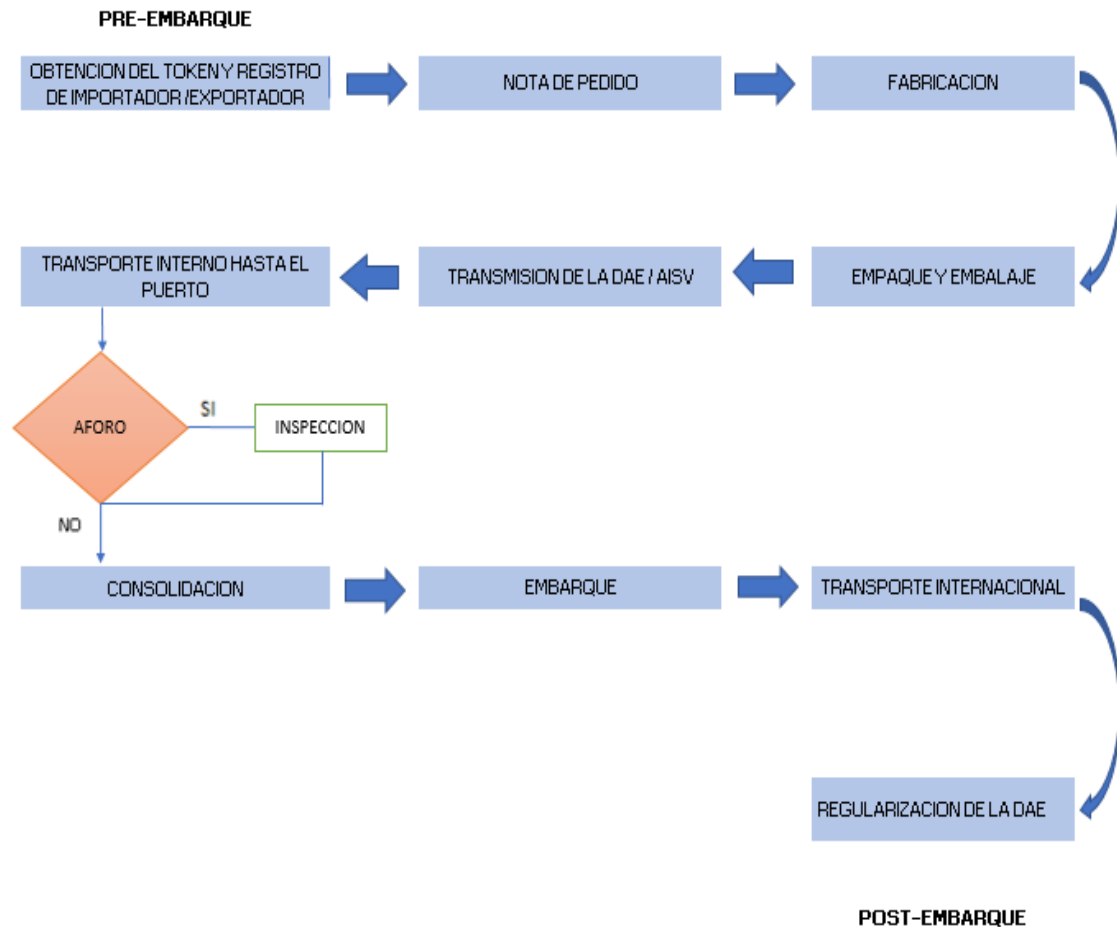 PRE-EMBARQUE
OBTENCION DEL TOKEN Y REGISTRO
DE IMPORTADOR /EXPORTADOR
NOTA DE PEDIDO
FABRICACION
TRANSPORTE INTERNO HASTA EL
PUERTO
TRANSMISION DE LA DAE / AISV
EMPAQUE Y EMBALAJE
AFORO
SI
INSPECCION
NO
CONSOLIDACION
EMBARQUE
TRANSPORTE INTERNACIONAL
REGULARIZACION DE LA DAE
POST-EMBARQUE